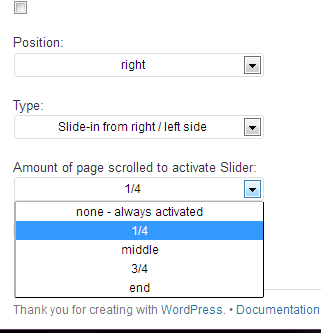 Position:
right
Type:
Slide-in from right / left side
Amount of page scrolled to activate Slider:
1/4
none - always activated
1/4
middle
3/4
end
Thank you for creating with WordPress. • Documentation